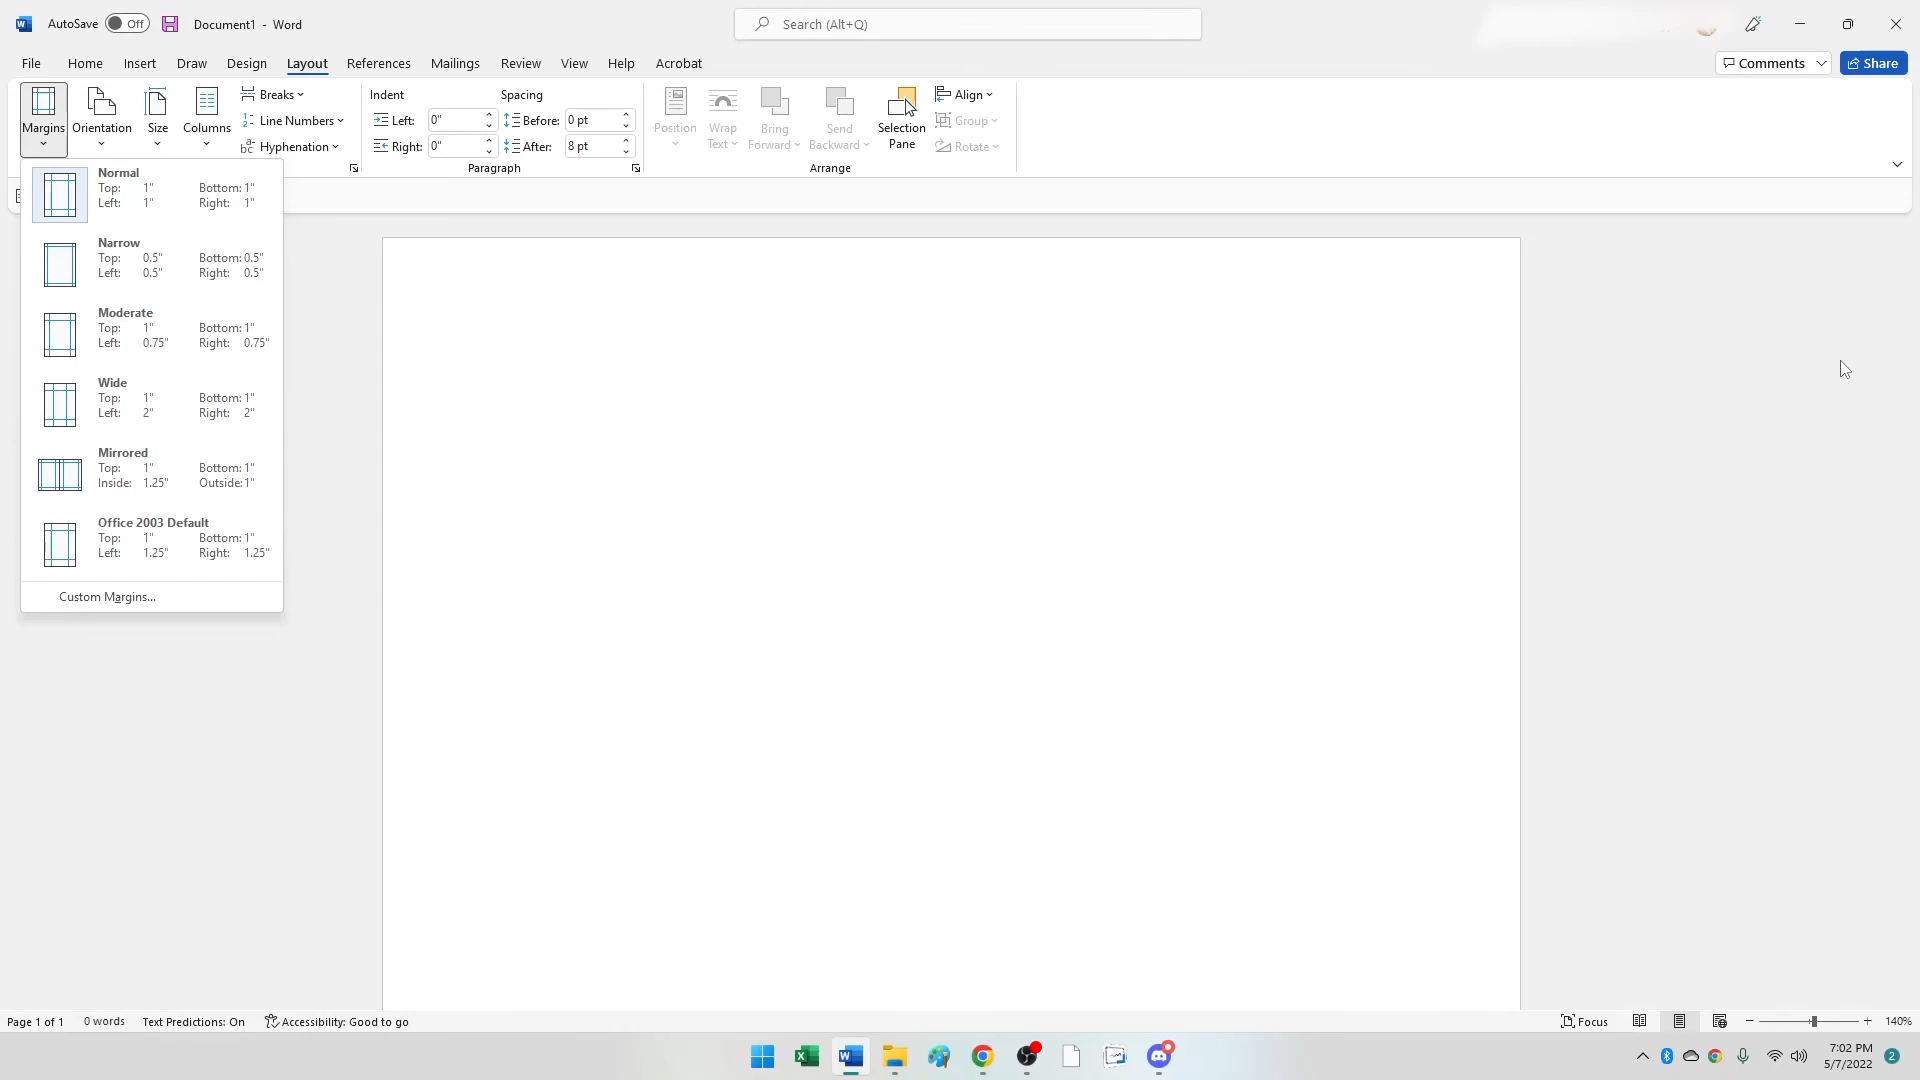 AutoSave Off Document1 - Word Search (Alt+Q)
File Home Insert Draw Design Layout References Mailings Review View Help Acrobat Comments Share
Margins Orientation Size Columns
Breaks
Line Numbers
Hyphenation
Indent Spacing
Left: 0" Before: 0 pt
Right: 0" After: 8 pt
Paragraph
Position Wrap Text Bring Forward Send Backward Selection Pane
Align
Group
Rotate
Arrange
Normal
Top: 1" Bottom: 1"
Left: 1" Right: 1"
Narrow
Top: 0.5" Bottom: 0.5"
Left: 0.5" Right: 0.5"
Moderate
Top: 1" Bottom: 1"
Left: 0.75" Right: 0.75"
Wide
Top: 1" Bottom: 1"
Left: 2" Right: 2"
Mirrored
Top: 1" Bottom: 1"
Inside: 1.25" Outside: 1"
Office 2003 Default
Top: 1" Bottom: 1"
Left: 1.25" Right: 1.25"
Custom Margins...
Page 1 of 1 0 words Text Predictions: On Accessibility: Good to go Focus 140%
7:02 PM
5/7/2022 2